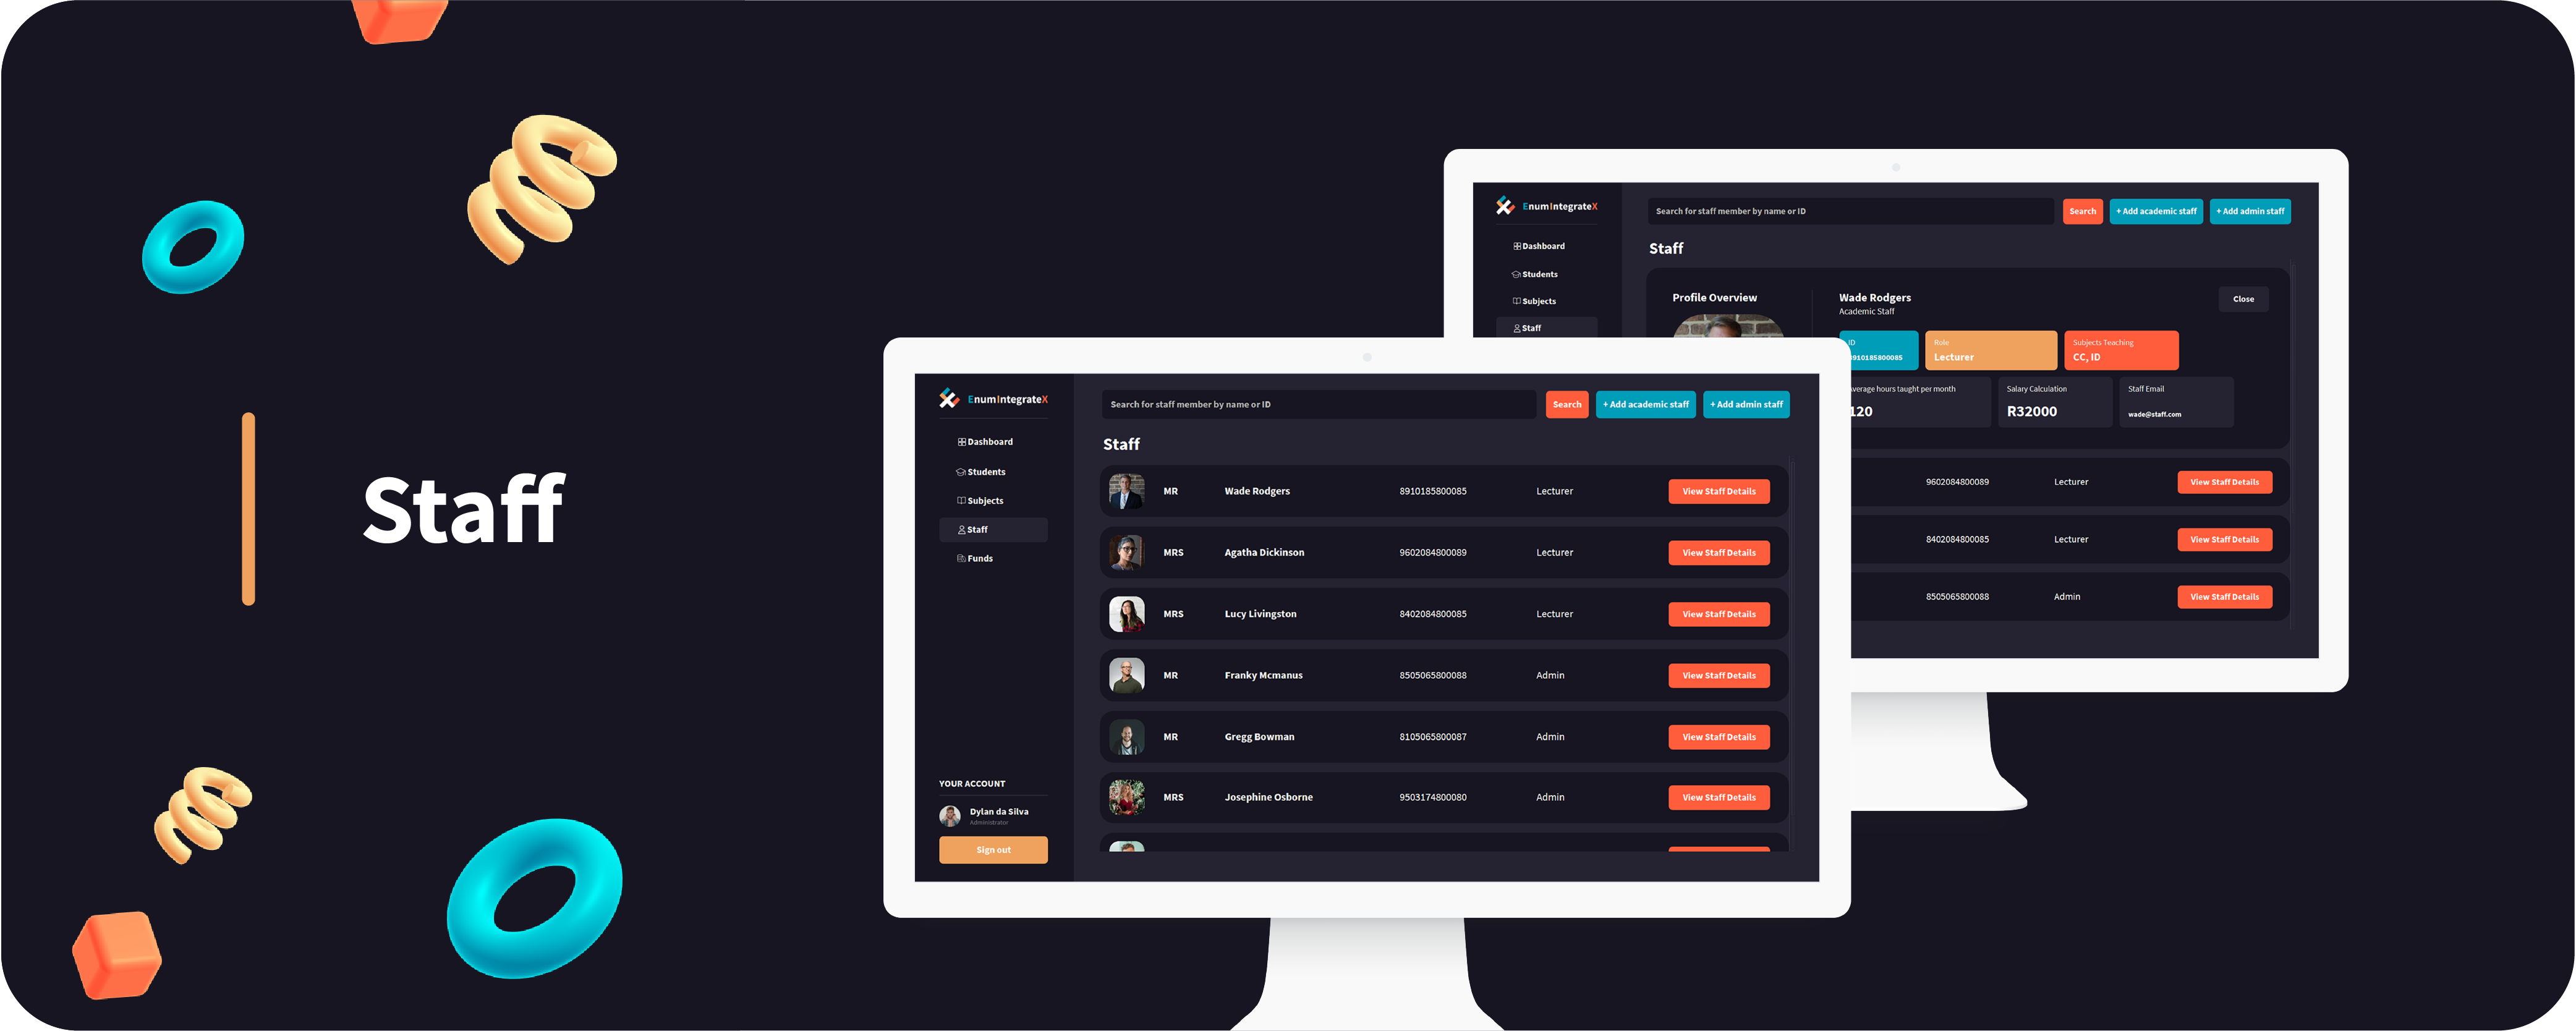 Staff
EnumIntegrateX
Dashboard
Students
Subjects
Staff
Funds
YOUR ACCOUNT
Dylan da Silva
Administrator
Sign out
Search for staff member by name or ID
Search
+ Add academic staff
+ Add admin staff
Staff
MR Wade Rodgers 8910185800085 Lecturer View Staff Details
MRS Agatha Dickinson 9602084800089 Lecturer View Staff Details
MRS Lucy Livingston 8402084800085 Lecturer View Staff Details
MR Franky Mcmanus 8505065800088 Admin View Staff Details
MR Gregg Bowman 8105065800087 Admin View Staff Details
MRS Josephine Osborne 9503174800080 Admin View Staff Details
EnumIntegrateX
Dashboard
Students
Subjects
Staff
Search for staff member by name or ID
Search
+ Add academic staff
+ Add admin staff
Staff
Profile Overview
Wade Rodgers
Academic Staff
Close
ID
8910185800085
Role
Lecturer
Subjects Teaching
CC, ID
average hours taught per month
120
Salary Calculation
R32000
Staff Email
wade@staff.com
9602084800089 Lecturer View Staff Details
8402084800085 Lecturer View Staff Details
8505065800088 Admin View Staff Details